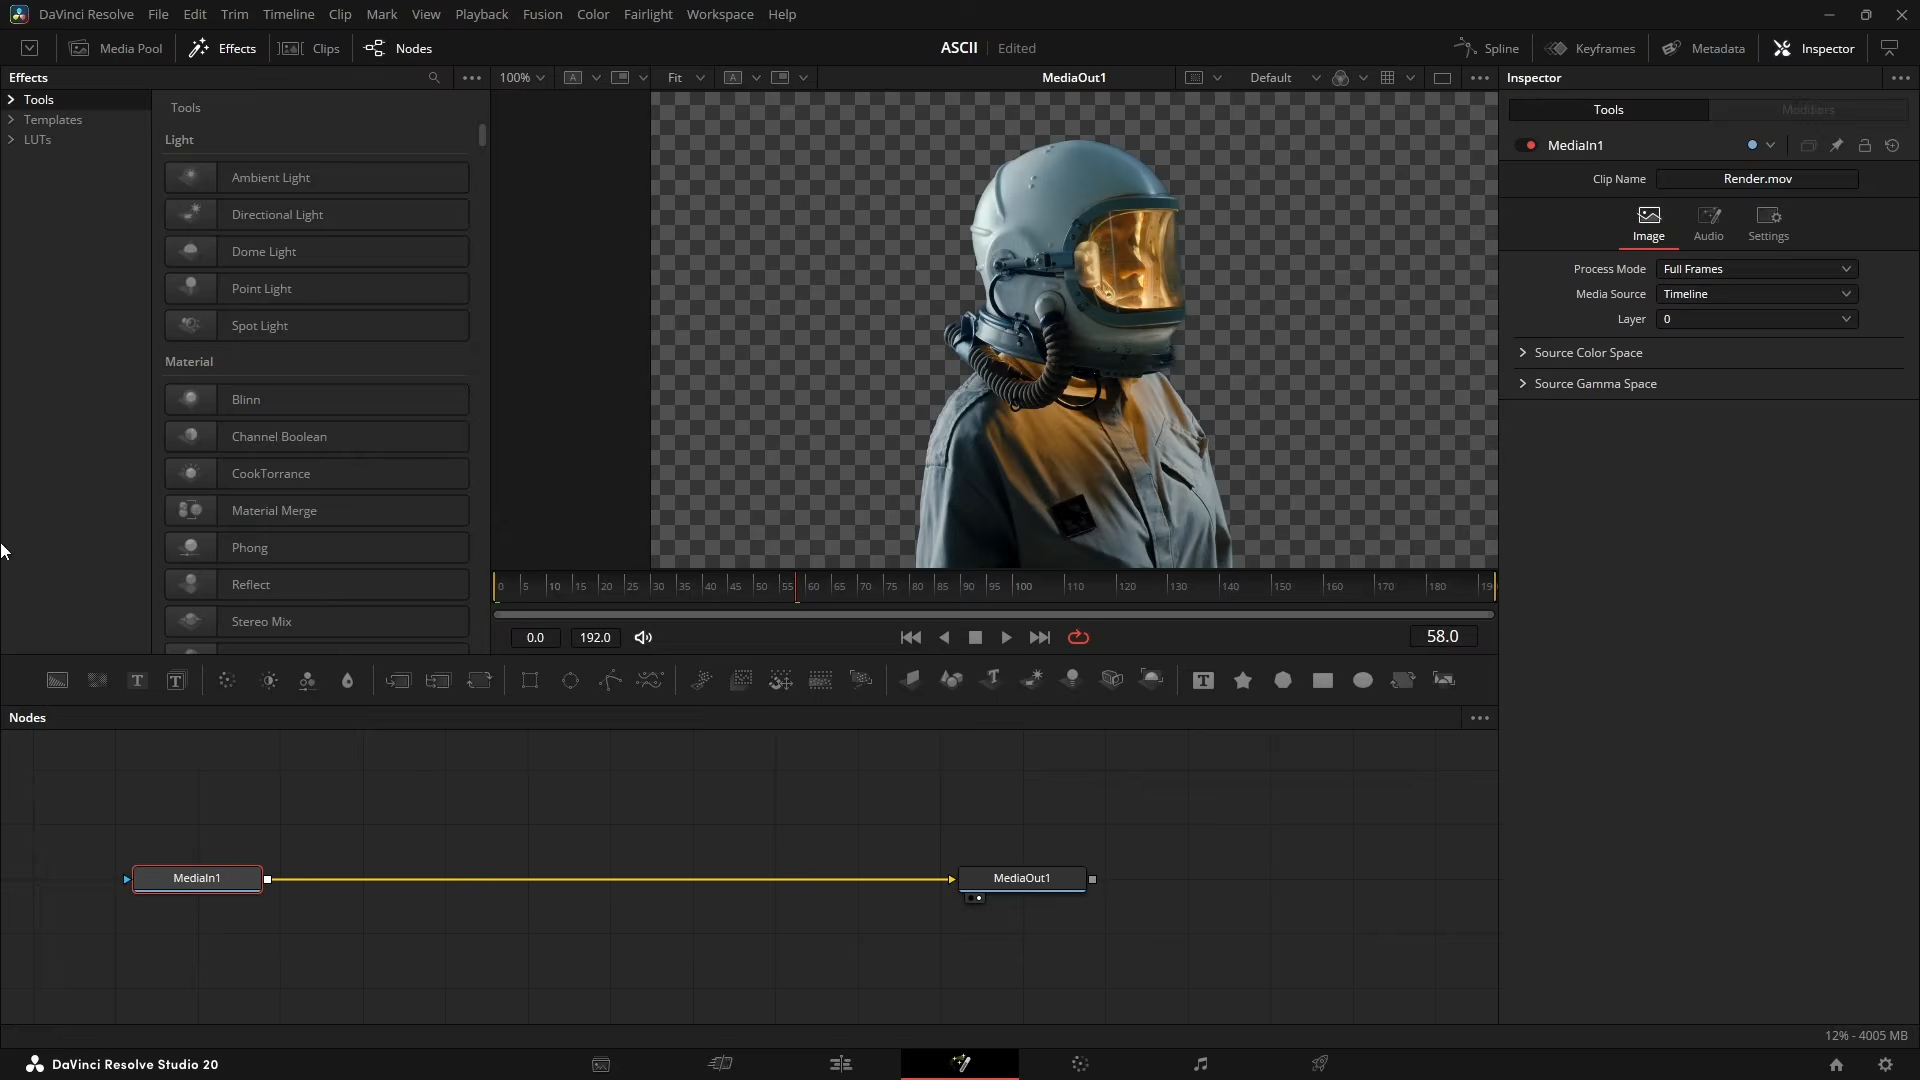 DaVinci Resolve File Edit Trim Timeline Clip Mark View Playback Fusion Color Fairlight Workspace Help
Media Pool Effects Clips Nodes ASCII Edited Spline Keyframes Metadata Inspector
Effects 100% Fit MediaOut1 Default Inspector
Tools
Templates
LUTs
Tools
Light
Ambient Light
Directional Light
Dome Light
Point Light
Spot Light
Material
Blinn
Channel Boolean
CookTorrance
Material Merge
Phong
Reflect
Stereo Mix
Tools Modifiers
MediaIn1
Clip Name Render.mov
Image Audio Settings
Process Mode Full Frames
Media Source Timeline
Layer 0
Source Color Space
Source Gamma Space
0 5 10 15 20 25 30 35 40 45 50 55 60 65 70 75 80 85 90 95 100 110 120 130 140 150 160 170 180 19
0.0 192.0 58.0
Nodes
MediaIn1 MediaOut1
12% - 4005 MB
DaVinci Resolve Studio 20